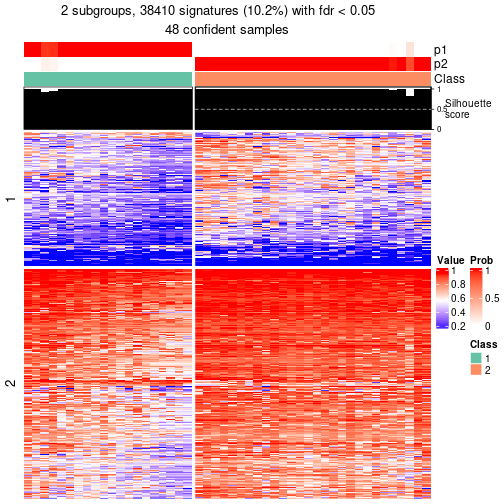 2 subgroups, 38410 signatures (10.2%) with fdr < 0.05
48 confident samples
p1
p2
Class
1
0.5
0
Silhouette
score
1
2
Value
1
0.8
0.6
0.4
0.2
Prob
1
0.5
0
Class
1
2